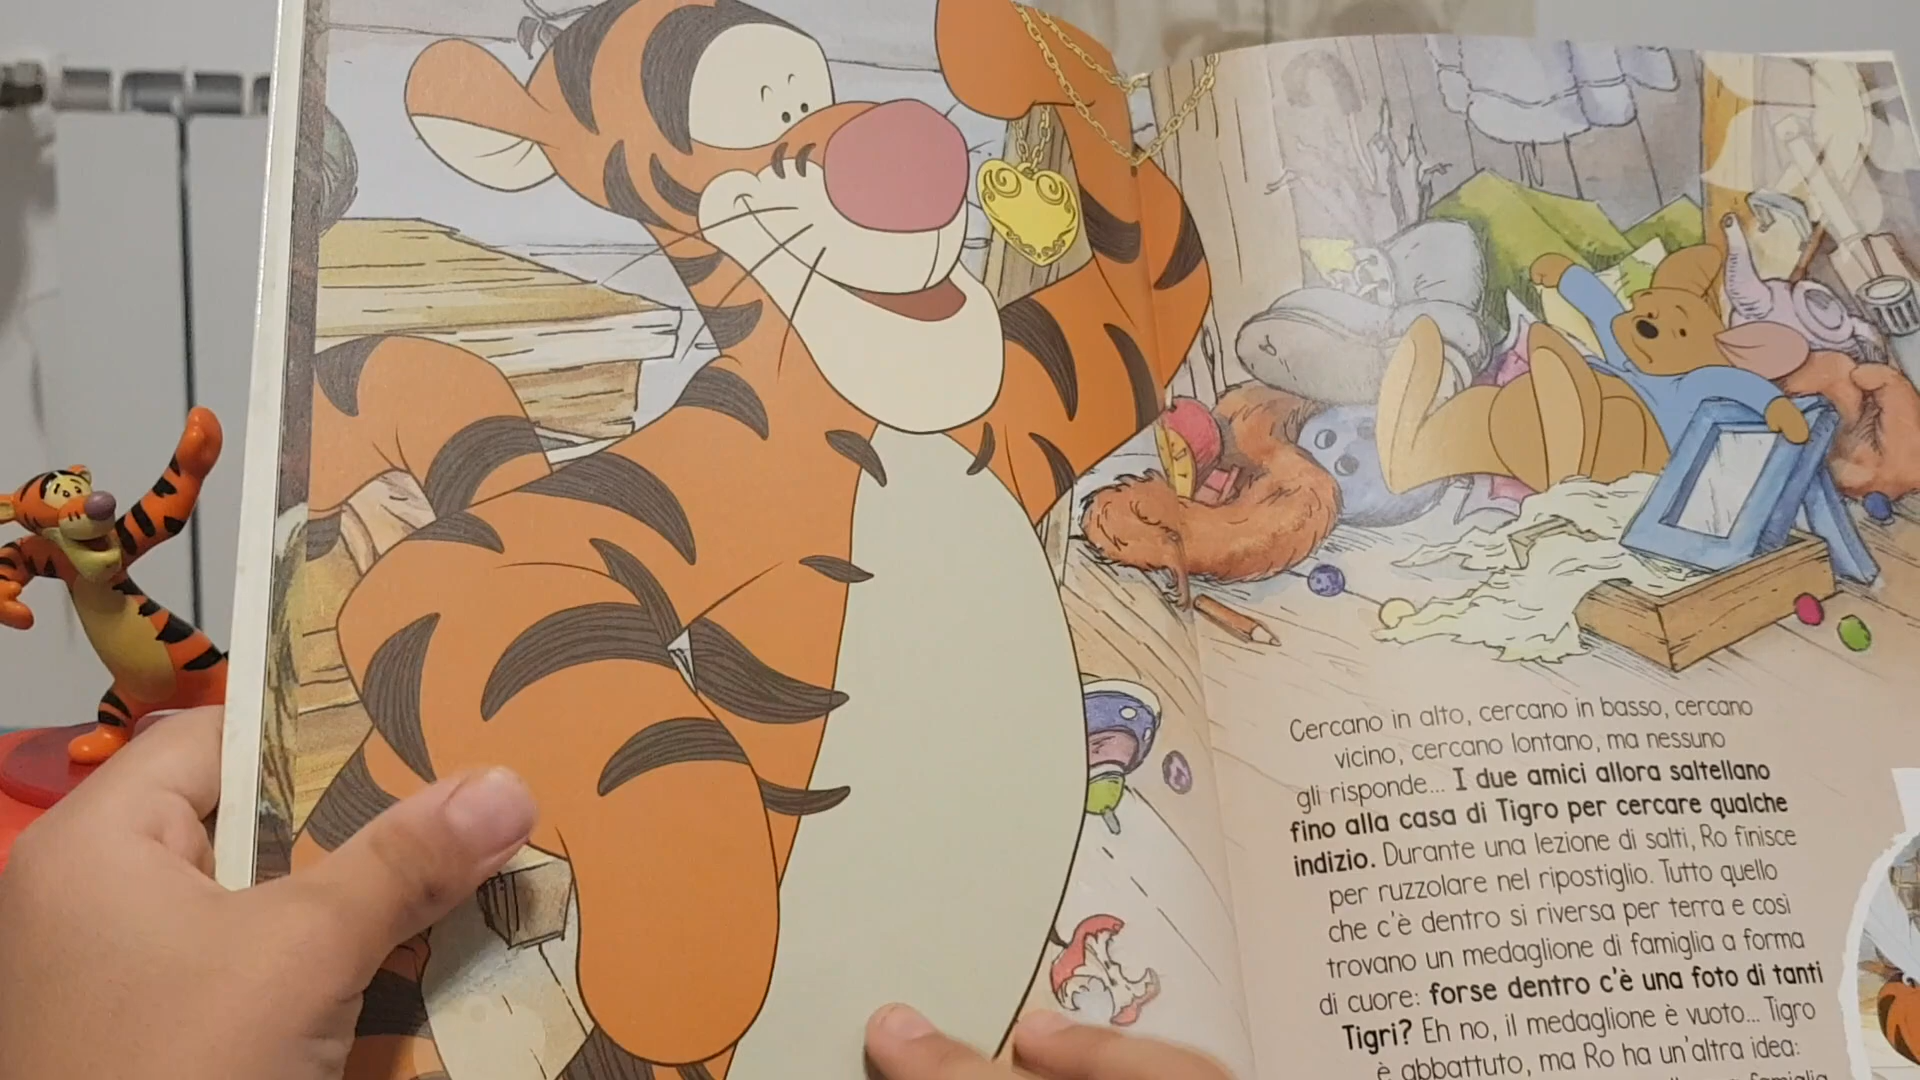 Cercano in alto, cercano in basso, cercano
vicino, cercano lontano, ma nessuno
gli risponde... I due amici allora saltellano
fino alla casa di Tigro per cercare qualche
indizio. Durante una lezione di salti, Ro finisce
per ruzzolare nel ripostiglio. Tutto quello
che c'è dentro si riversa per terra e così
trovano un medaglione di famiglia a forma
di cuore: forse dentro c'è una foto di tanti
Tigri? Eh no, il medaglione è vuoto... Tigro
è abbattuto, ma Ro ha un'altra idea:
famiglia